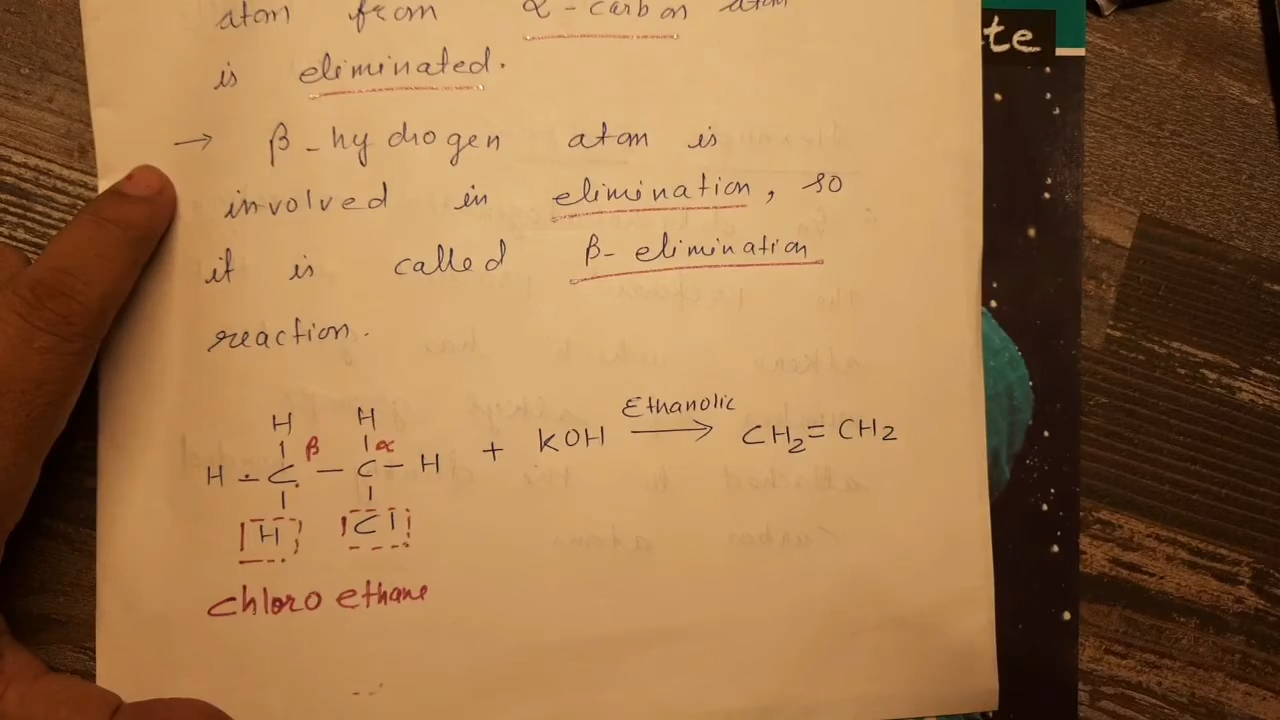 atom from α-carbon atom
is eliminated.
te
→ β-hydrogen atom is
involved in elimination, so
it is called β-elimination
reaction.
H H
β α
H - C - C - H + KOH Ethanolic → CH2=CH2
H Cl
chloro ethane